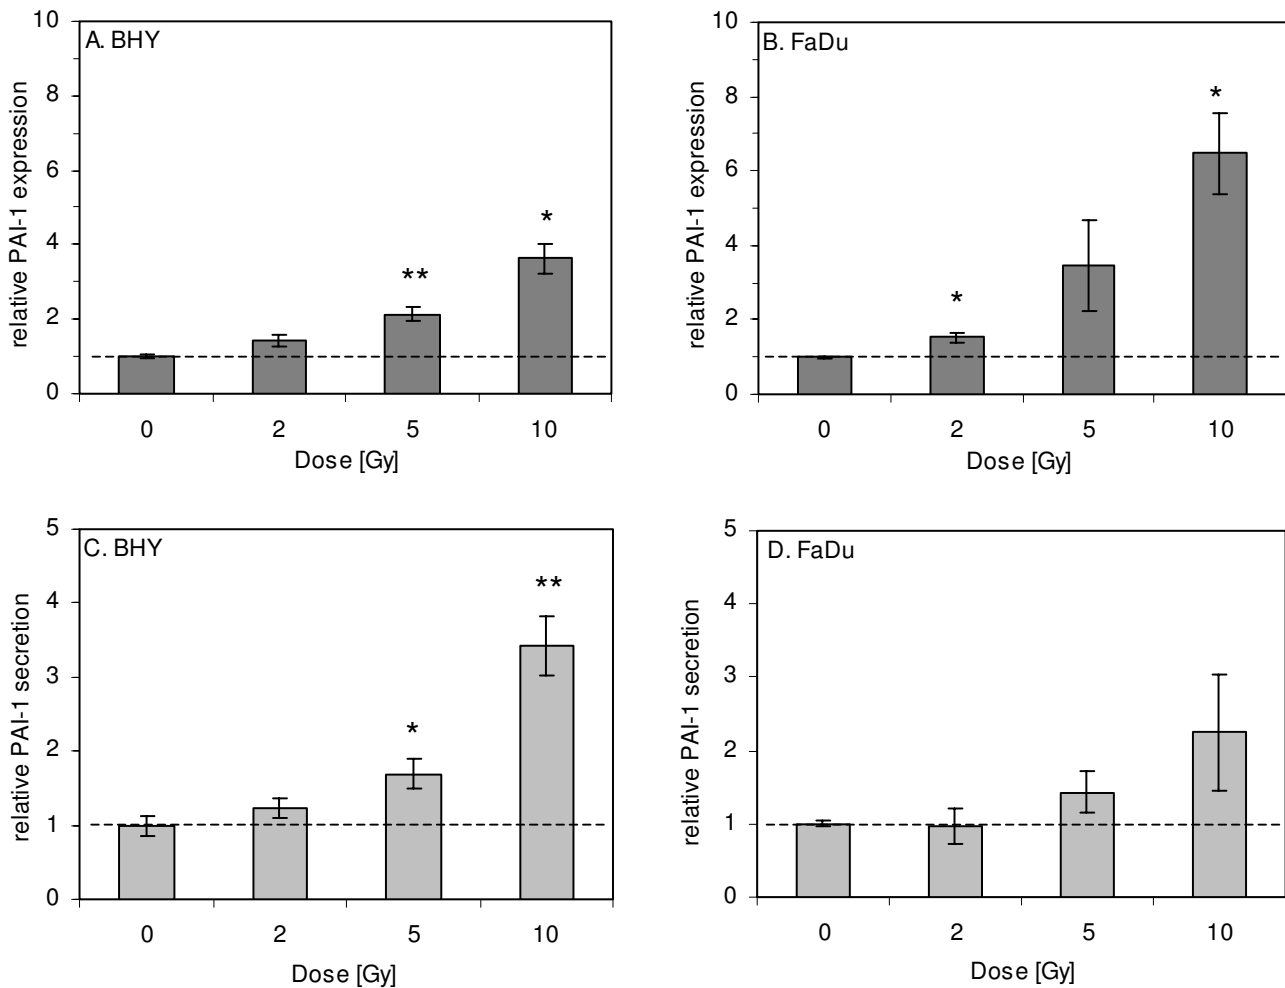 A. BHY
relative PAI-1 expression
10
8
6
4
2
0
**
*
0 2 5 10
Dose [Gy]
B. FaDu
relative PAI-1 expression
10
8
6
4
2
0
*
*
0 2 5 10
Dose [Gy]
C. BHY
relative PAI-1 secretion
5
4
3
2
1
0
*
**
0 2 5 10
Dose [Gy]
D. FaDu
relative PAI-1 secretion
5
4
3
2
1
0
0 2 5 10
Dose [Gy]